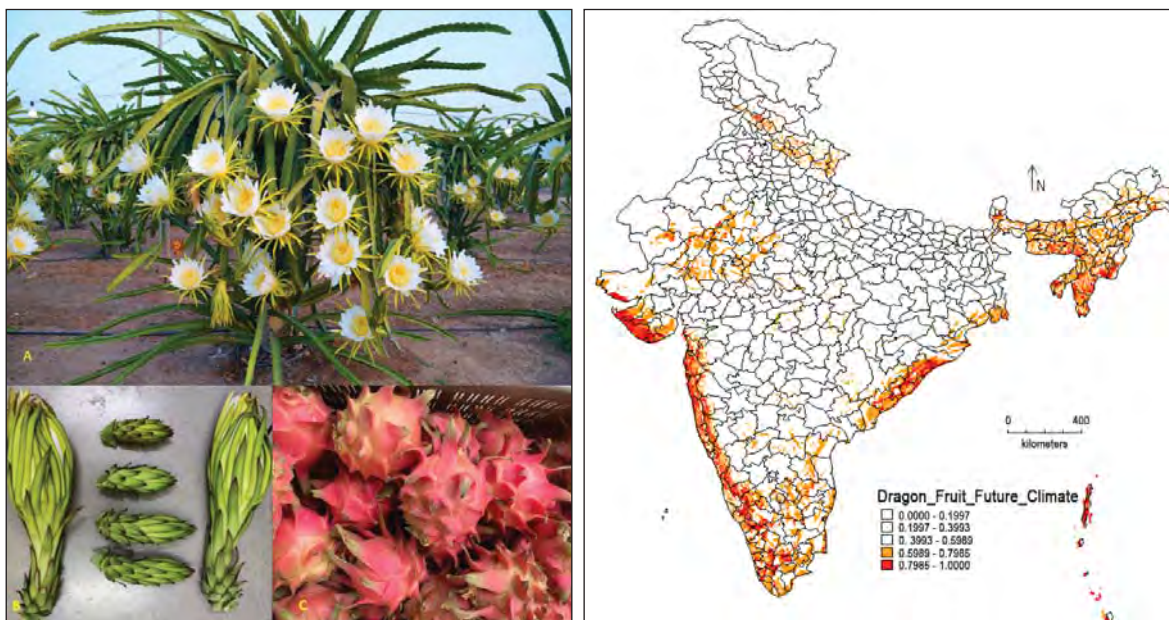 A
B
C
N
0 400
kilometers
Dragon_Fruit_Future_Climate
0.0000 - 0.1997
0.1997 - 0.3993
0. 3993 - 0.5989
0.5989 - 0.7985
0.7985 - 1.0000